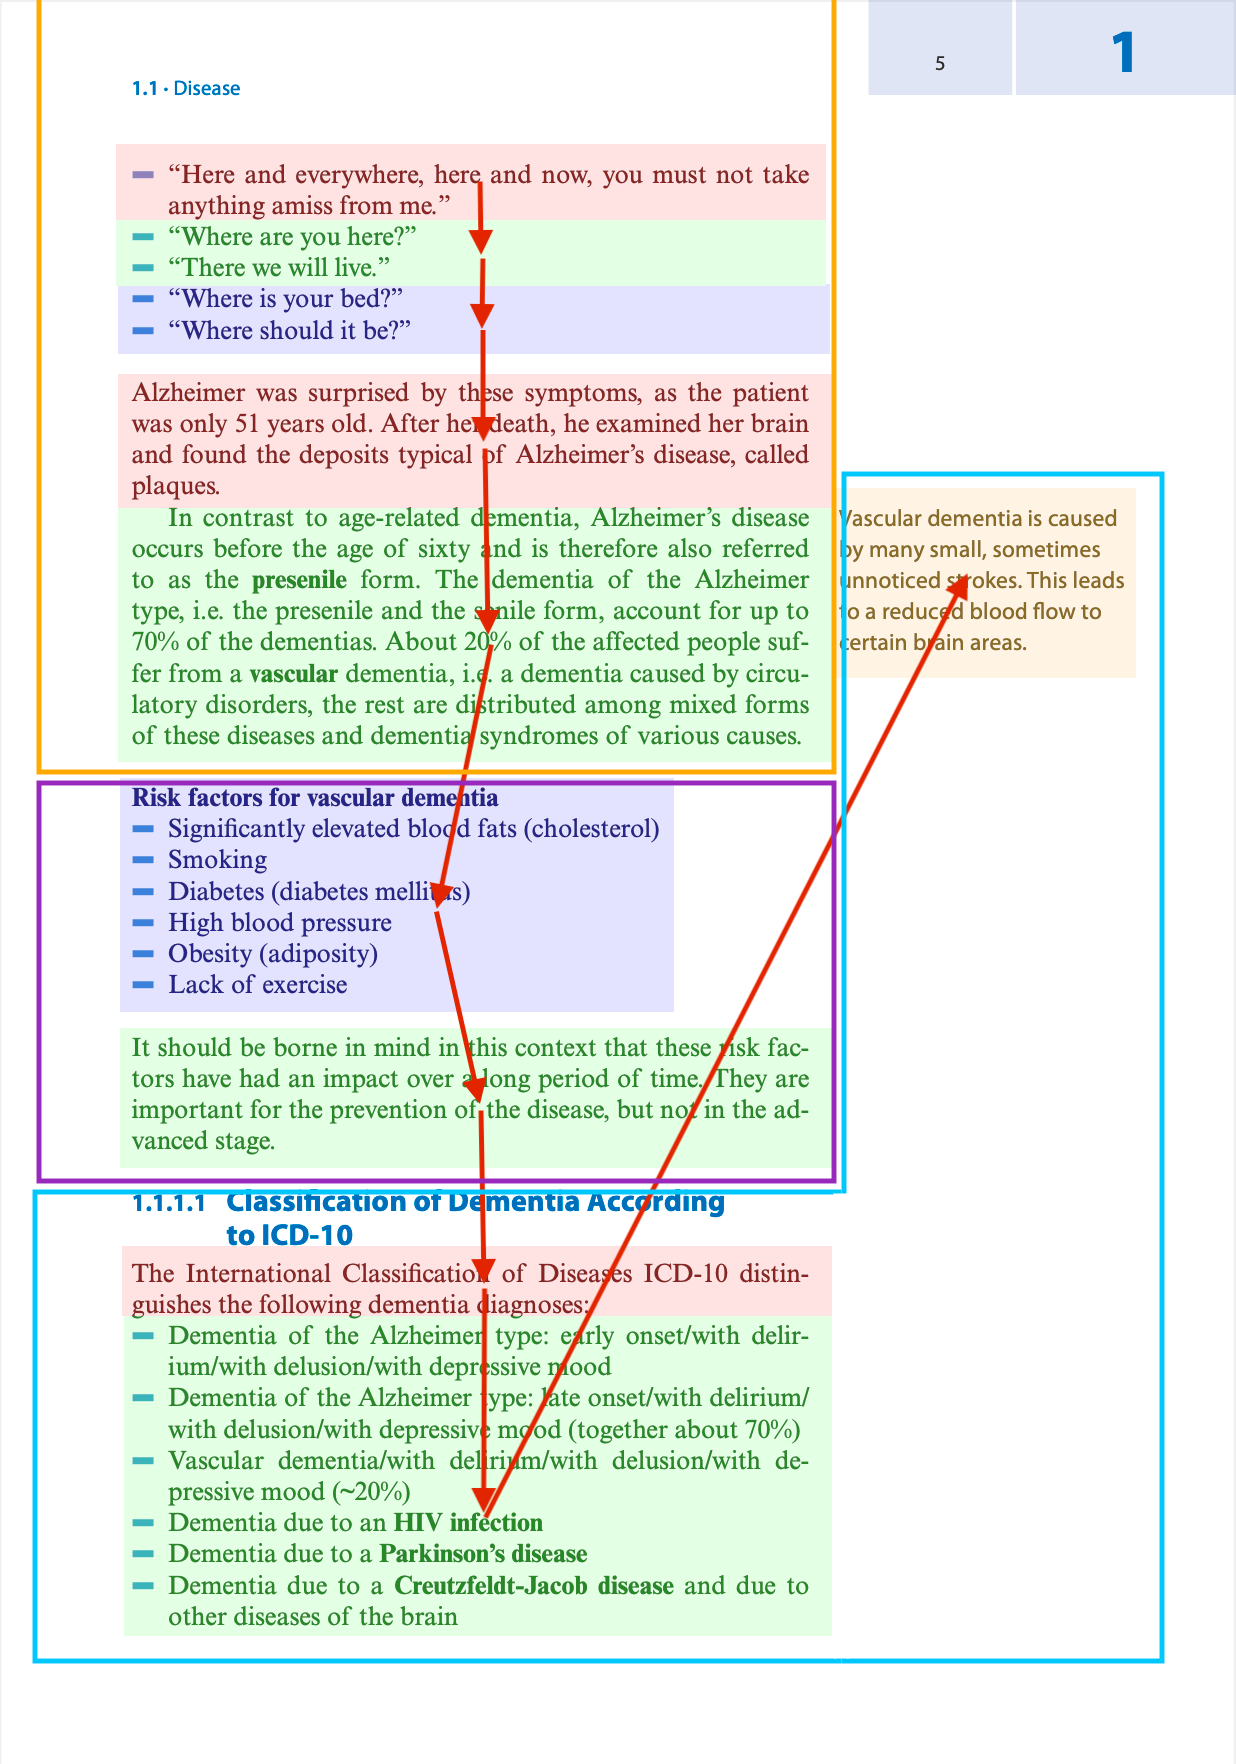 5
1
1.1 · Disease
– “Here and everywhere, here and now, you must not take
anything amiss from me.”
– “Where are you here?”
– “There we will live.”
– “Where is your bed?”
– “Where should it be?”
Alzheimer was surprised by these symptoms, as the patient
was only 51 years old. After her death, he examined her brain
and found the deposits typical of Alzheimer’s disease, called
plaques.
In contrast to age-related dementia, Alzheimer’s disease
occurs before the age of sixty and is therefore also referred
to as the presenile form. The dementia of the Alzheimer
type, i.e. the presenile and the senile form, account for up to
70% of the dementias. About 20% of the affected people suf-
fer from a vascular dementia, i.e. a dementia caused by circu-
latory disorders, the rest are distributed among mixed forms
of these diseases and dementia syndromes of various causes.
Risk factors for vascular dementia
– Significantly elevated blood fats (cholesterol)
– Smoking
– Diabetes (diabetes mellitus)
– High blood pressure
– Obesity (adiposity)
– Lack of exercise
It should be borne in mind in this context that these risk fac-
tors have had an impact over a long period of time. They are
important for the prevention of the disease, but not in the ad-
vanced stage.
1.1.1.1 Classification of Dementia According
to ICD-10
The International Classification of Diseases ICD-10 distin-
guishes the following dementia diagnoses:
– Dementia of the Alzheimer type: early onset/with delir-
ium/with delusion/with depressive mood
– Dementia of the Alzheimer type: late onset/with delirium/
with delusion/with depressive mood (together about 70%)
– Vascular dementia/with delirium/with delusion/with de-
pressive mood (~20%)
– Dementia due to an HIV infection
– Dementia due to a Parkinson’s disease
– Dementia due to a Creutzfeldt-Jacob disease and due to
other diseases of the brain
Vascular dementia is caused
by many small, sometimes
unnoticed strokes. This leads
to a reduced blood flow to
certain brain areas.